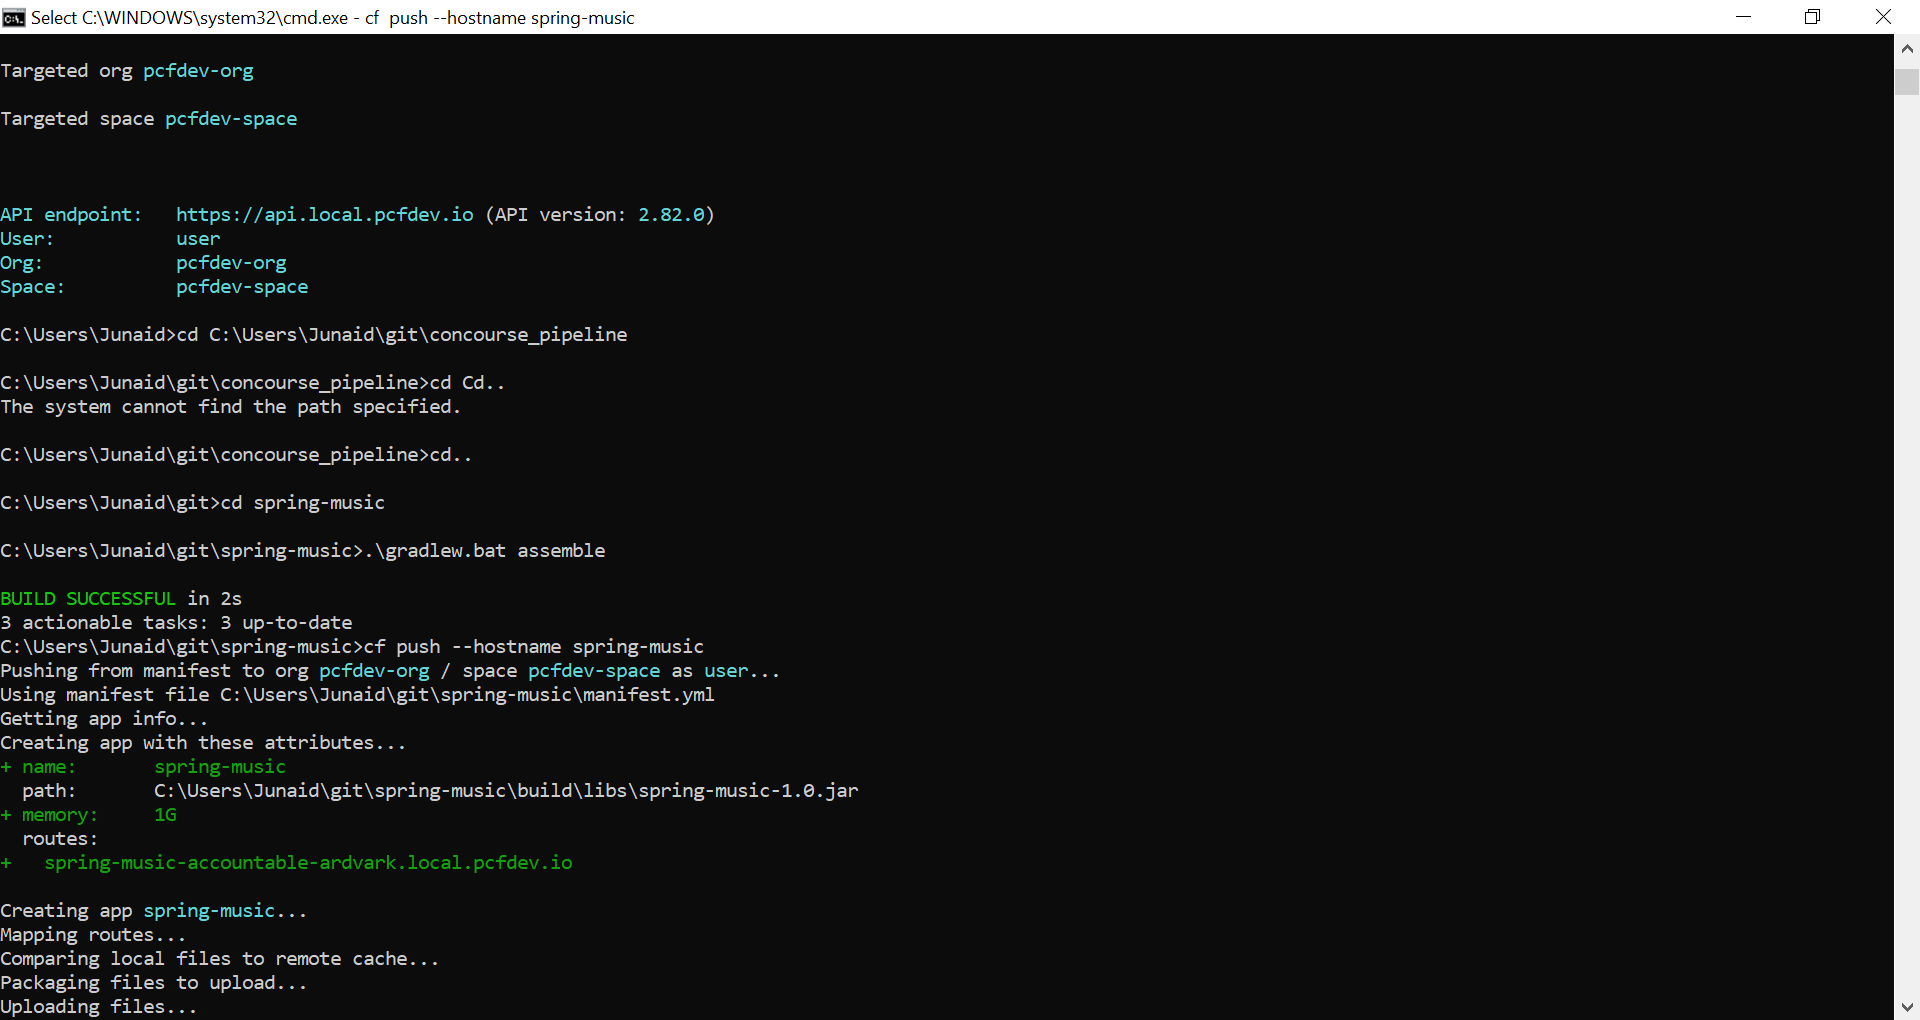 Select C:\WINDOWS\system32\cmd.exe - cf  push --hostname spring-music
Targeted org pcfdev-org
Targeted space pcfdev-space
API endpoint:   https://api.local.pcfdev.io (API version: 2.82.0)
User:           user
Org:            pcfdev-org
Space:          pcfdev-space
C:\Users\Junaid>cd C:\Users\Junaid\git\concourse_pipeline
C:\Users\Junaid\git\concourse_pipeline>cd Cd..
The system cannot find the path specified.
C:\Users\Junaid\git\concourse_pipeline>cd..
C:\Users\Junaid\git>cd spring-music
C:\Users\Junaid\git\spring-music>.\gradlew.bat assemble
BUILD SUCCESSFUL in 2s
3 actionable tasks: 3 up-to-date
C:\Users\Junaid\git\spring-music>cf push --hostname spring-music
Pushing from manifest to org pcfdev-org / space pcfdev-space as user...
Using manifest file C:\Users\Junaid\git\spring-music\manifest.yml
Getting app info...
Creating app with these attributes...
+ name:       spring-music
  path:       C:\Users\Junaid\git\spring-music\build\libs\spring-music-1.0.jar
+ memory:     1G
  routes:
+   spring-music-accountable-ardvark.local.pcfdev.io
Creating app spring-music...
Mapping routes...
Comparing local files to remote cache...
Packaging files to upload...
Uploading files...